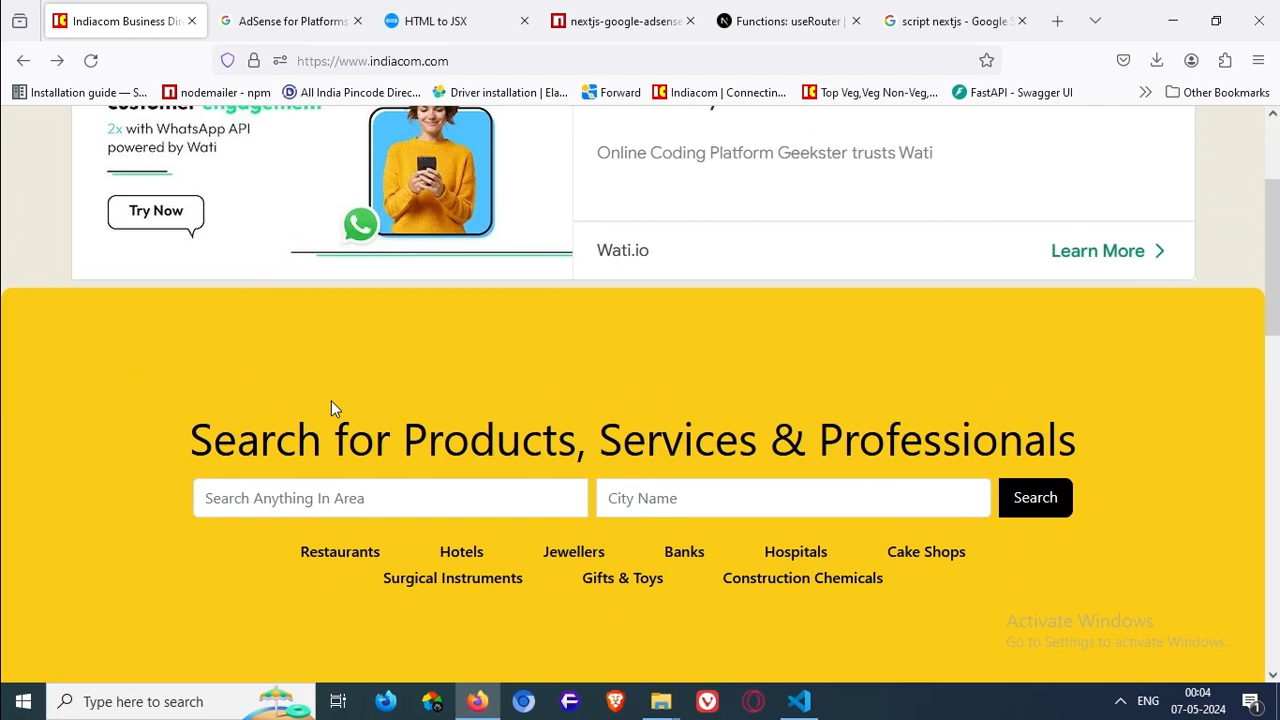 Indiacom Business Dir
AdSense for Platforms
HTML to JSX
nextjs-google-adsense
Functions: useRouter |
script nextjs - Google S
https://www.indiacom.com
Installation guide — S...
nodemailer - npm
All India Pincode Direc...
Driver installation | Ela...
Forward
Indiacom | Connectin...
Top Veg,Veg Non-Veg,...
FastAPI - Swagger UI
Other Bookmarks
customer engagement
2x with WhatsApp API
powered by Wati
Try Now
Online Coding Platform Geekster trusts Wati
Wati.io
Learn More
Search for Products, Services & Professionals
Search Anything In Area
City Name
Search
Restaurants Hotels Jewellers Banks Hospitals Cake Shops
Surgical Instruments Gifts & Toys Construction Chemicals
Activate Windows
Go to Settings to activate Windows.
Type here to search
ENG
00:04
07-05-2024